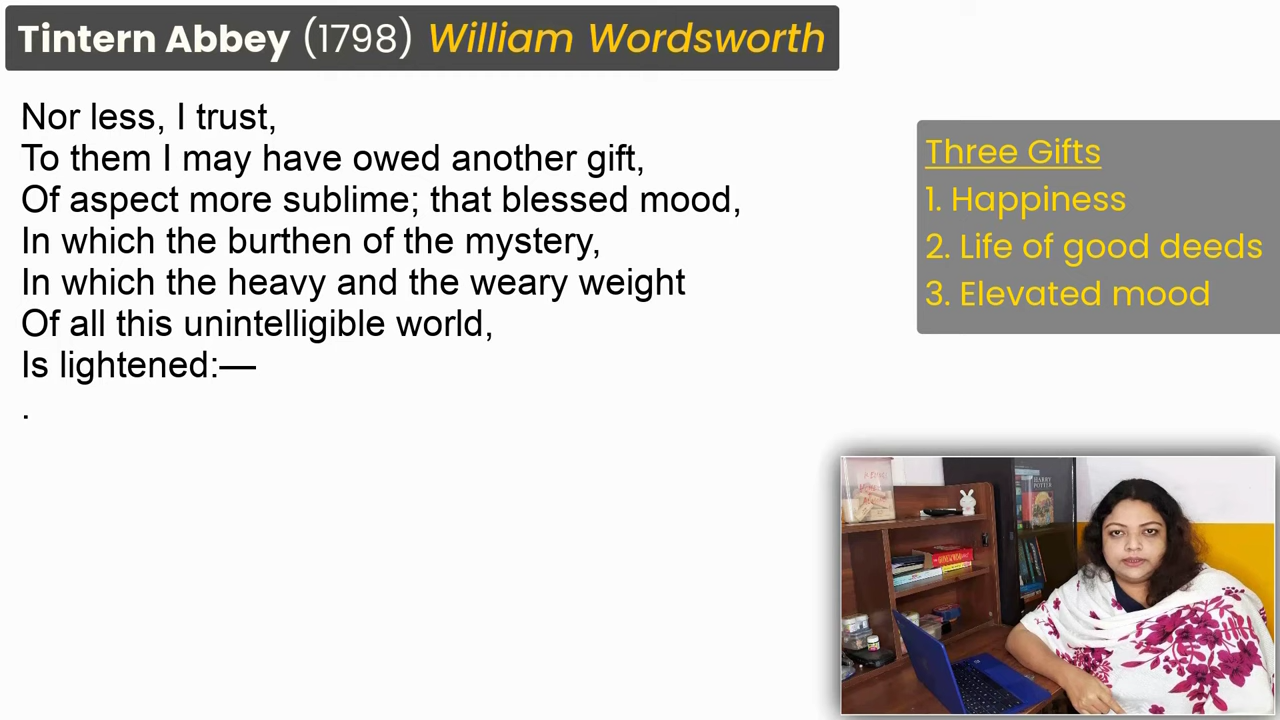 Tintern Abbey (1798) William Wordsworth
Nor less, I trust,
To them I may have owed another gift,
Of aspect more sublime; that blessed mood,
In which the burthen of the mystery,
In which the heavy and the weary weight
Of all this unintelligible world,
Is lightened:—
.
Three Gifts
1. Happiness
2. Life of good deeds
3. Elevated mood
HARRY
POTTER